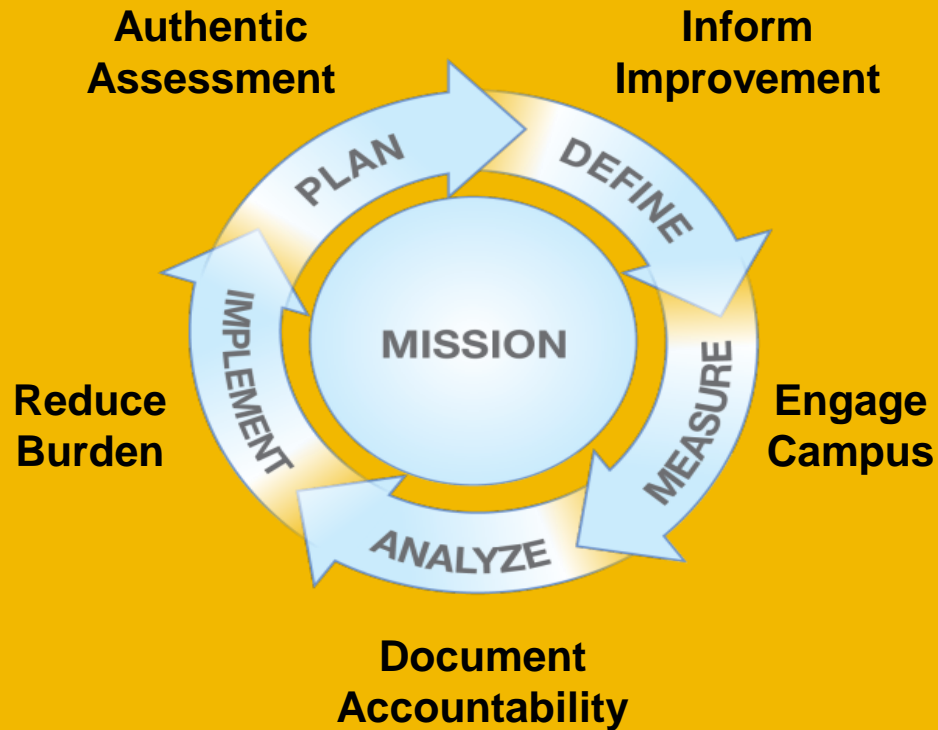 Authentic
Assessment
Inform
Improvement
PLAN
DEFINE
MISSION
IMPLEMENT
MEASURE
Reduce
Burden
Engage
Campus
ANALYZE
Document
Accountability